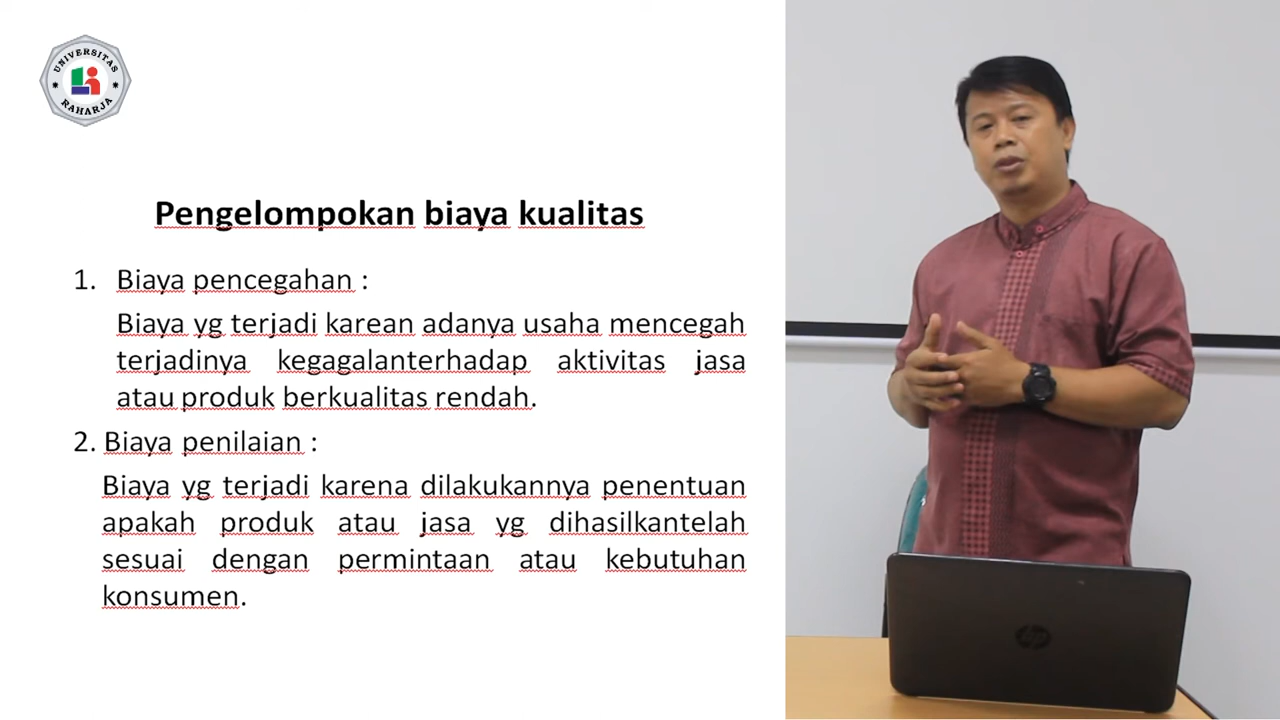 UNIVERSITAS
RAHARJA
Pengelompokan biaya kualitas
1. Biaya pencegahan :
Biaya yg terjadi karean adanya usaha mencegah
terjadinya kegagalanterhadap aktivitas jasa
atau produk berkualitas rendah.
2. Biaya penilaian :
Biaya yg terjadi karena dilakukannya penentuan
apakah produk atau jasa yg dihasilkantelah
sesuai dengan permintaan atau kebutuhan
konsumen.
hp